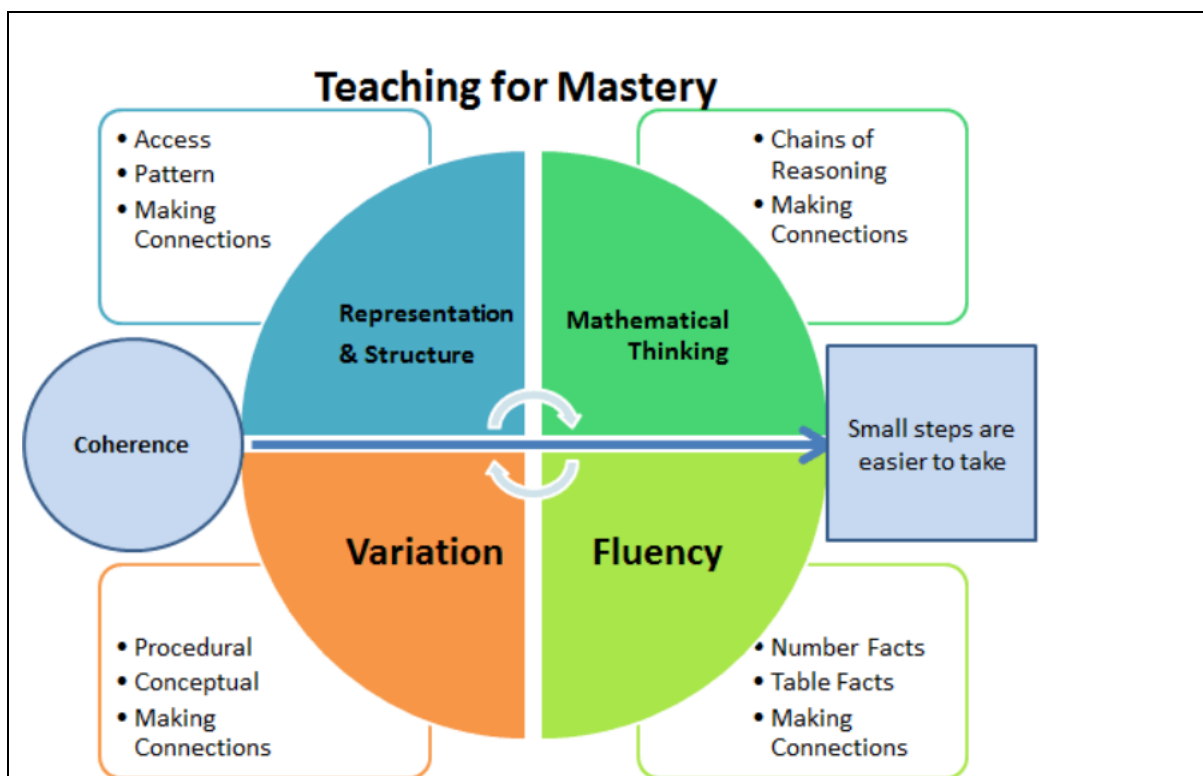 Teaching for Mastery
• Access
• Pattern
• Making
Connections
• Chains of
Reasoning
• Making
Connections
Representation
& Structure
Mathematical
Thinking
Coherence
Small steps are
easier to take
Variation
Fluency
• Procedural
• Conceptual
• Making
Connections
• Number Facts
• Table Facts
• Making
Connections